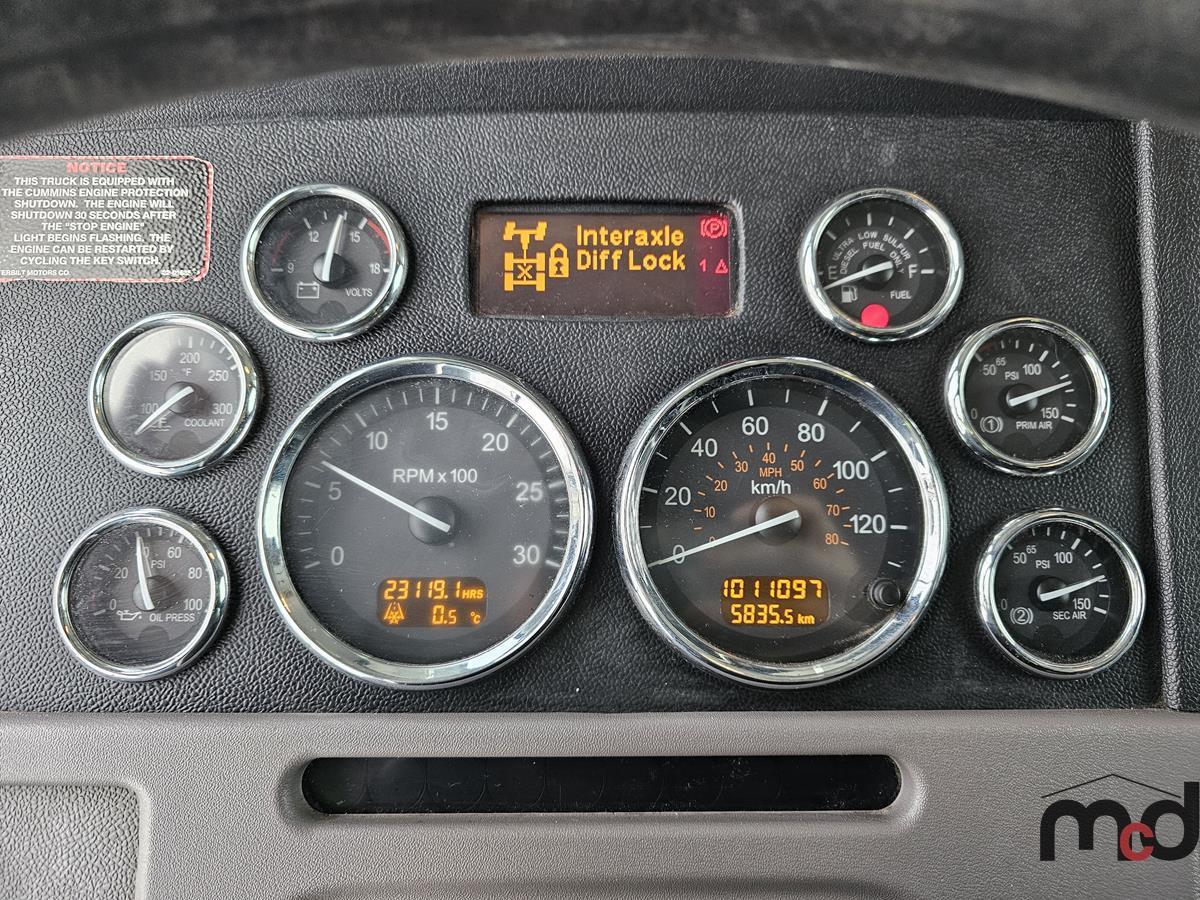 NOTICE
THIS TRUCK IS EQUIPPED WITH
THE CUMMINS ENGINE PROTECTION
SHUTDOWN. THE ENGINE WILL
SHUTDOWN 30 SECONDS AFTER
THE "STOP ENGINE"
LIGHT BEGINS FLASHING. THE
ENGINE CAN BE RESTARTED BY
CYCLING THE KEY SWITCH.
MOTORS CO.
9 12 15 18
VOLTS
Interaxle
Diff Lock
(P)
1
ULTRA LOW SULFUR
DIESEL FUEL ONLY
E F
FUEL
100 150 200 250 300
°F
COOLANT
0 5 10 15 20 25 30
RPM x 100
23119.1 HRS
0.5 °C
0 20 40 60 80 100 120
10 20 30 40 50 60 70 80
MPH
km/h
1011097
5835.5 km
0 50 65 100 150
PSI
1
PRIM AIR
0 20 60 80 100
PSI
OIL PRESS
0 50 65 100 150
PSI
2
SEC AIR
mcd